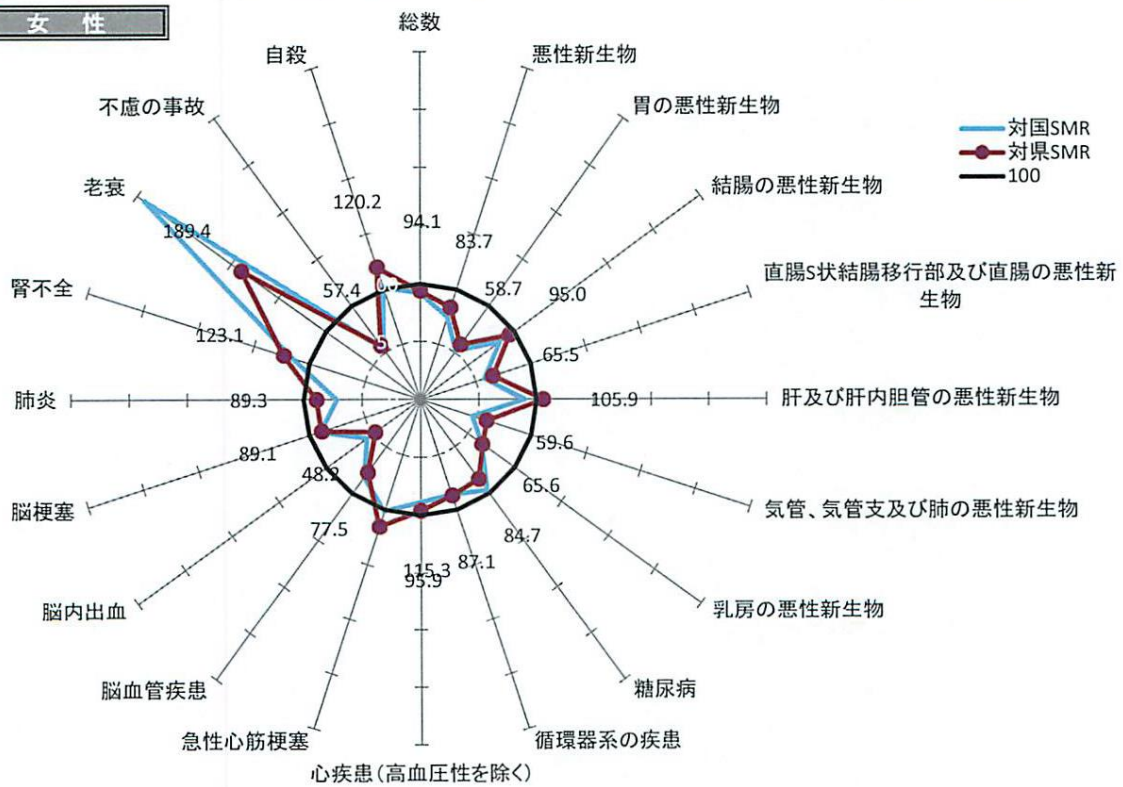 女 性
総数
自殺
悪性新生物
不慮の事故
胃の悪性新生物
対国SMR
対県SMR
100
老衰
結腸の悪性新生物
120.2
94.1
83.7
189.4
直腸S状結腸移行部及び直腸の悪性新
生物
腎不全
57.4
58.7
95.0
123.1
65.5
肺炎
89.3
105.9
肝及び肝内胆管の悪性新生物
59.6
89.1
48.2
65.6
脳梗塞
気管、気管支及び肺の悪性新生物
77.5
84.7
115.3
87.1
95.9
脳内出血
乳房の悪性新生物
脳血管疾患
糖尿病
急性心筋梗塞
循環器系の疾患
心疾患(高血圧性を除く)